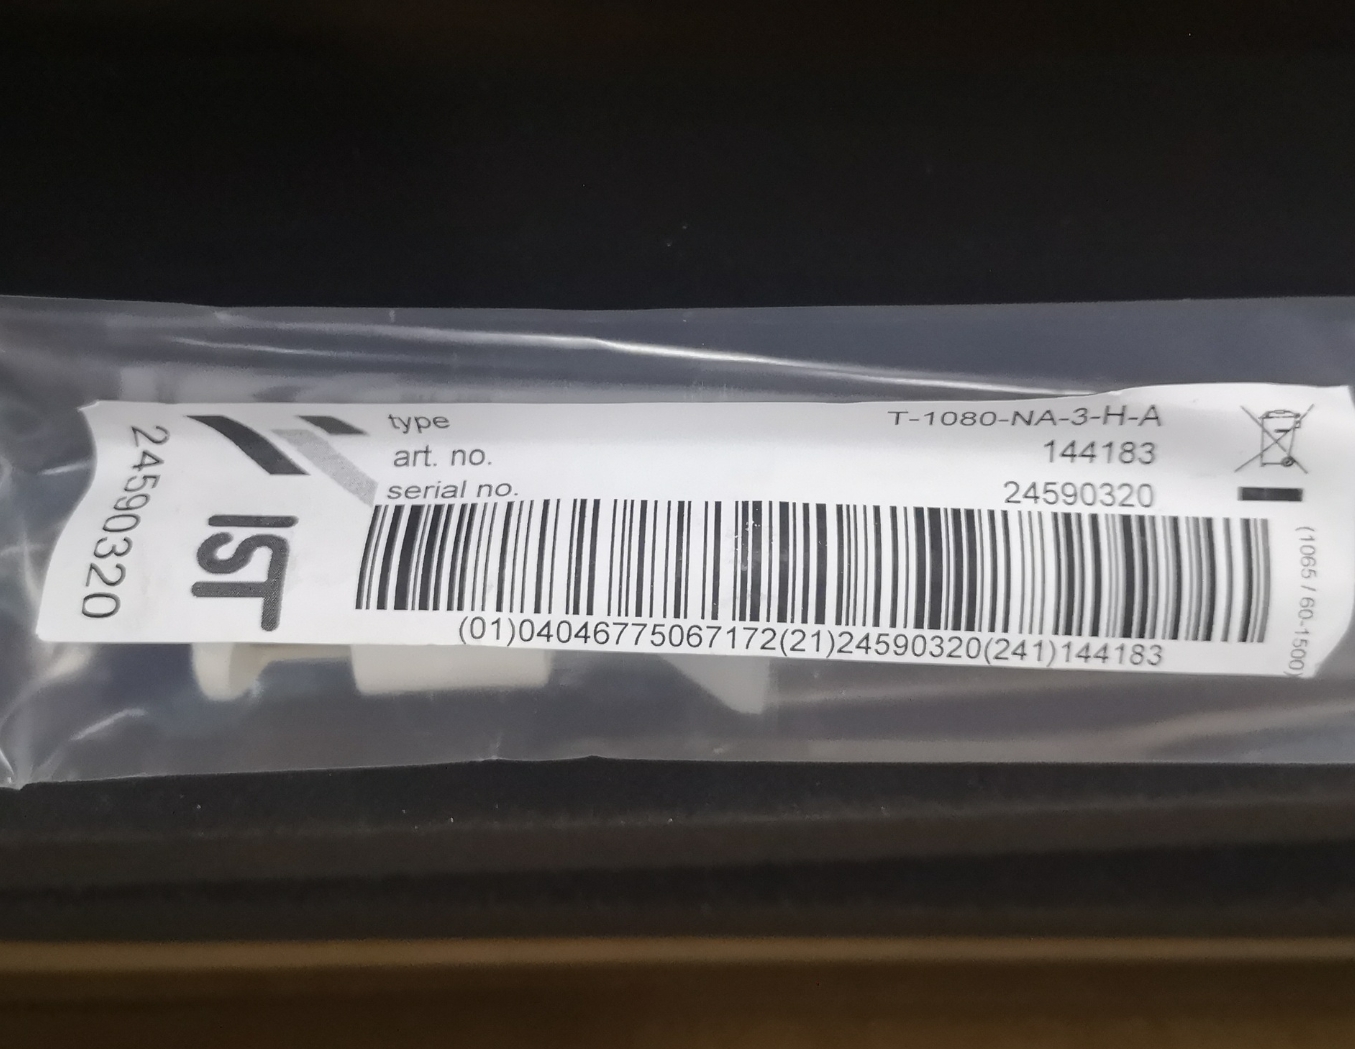 24590320
IST
type T-1080-NA-3-H-A
art. no. 144183
serial no. 24590320
(01)04046775067172(21)24590320(241)144183
(1065 / 60-1500)